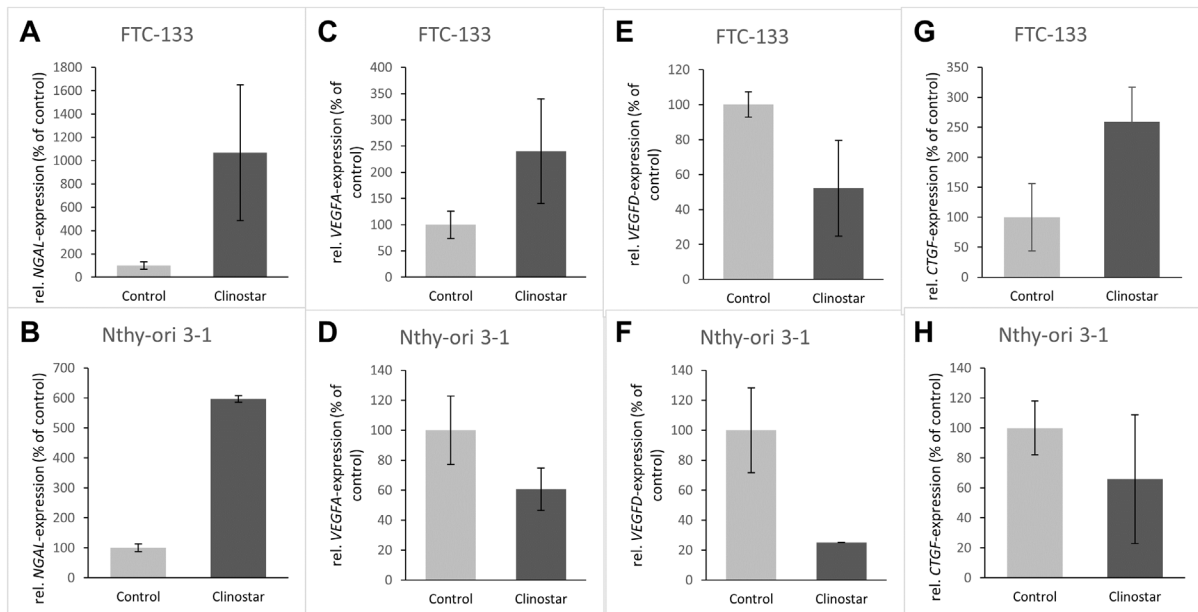 A
FTC-133
rel. NGAL-expression (% of control)
1800
1600
1400
1200
1000
800
600
400
200
0
Control Clinostar
C
FTC-133
rel. VEGFA-expression (% of
control)
400
350
300
250
200
150
100
50
0
Control Clinostar
E
FTC-133
rel. VEGFD-expression (% of
control)
120
100
80
60
40
20
0
Control Clinostar
G
FTC-133
rel. CTGF-expression (% of control)
350
300
250
200
150
100
50
0
Control Clinostar
B
Nthy-ori 3-1
rel. NGAL-expression (% of control)
700
600
500
400
300
200
100
0
Control Clinostar
D
Nthy-ori 3-1
rel. VEGFA-expression (% of
control)
140
120
100
80
60
40
20
0
Control Clinostar
F
Nthy-ori 3-1
rel. VEGFD-expression (% of
control)
140
120
100
80
60
40
20
0
Control Clinostar
H
Nthy-ori 3-1
rel. CTGF-expression (% of control)
140
120
100
80
60
40
20
0
Control Clinostar